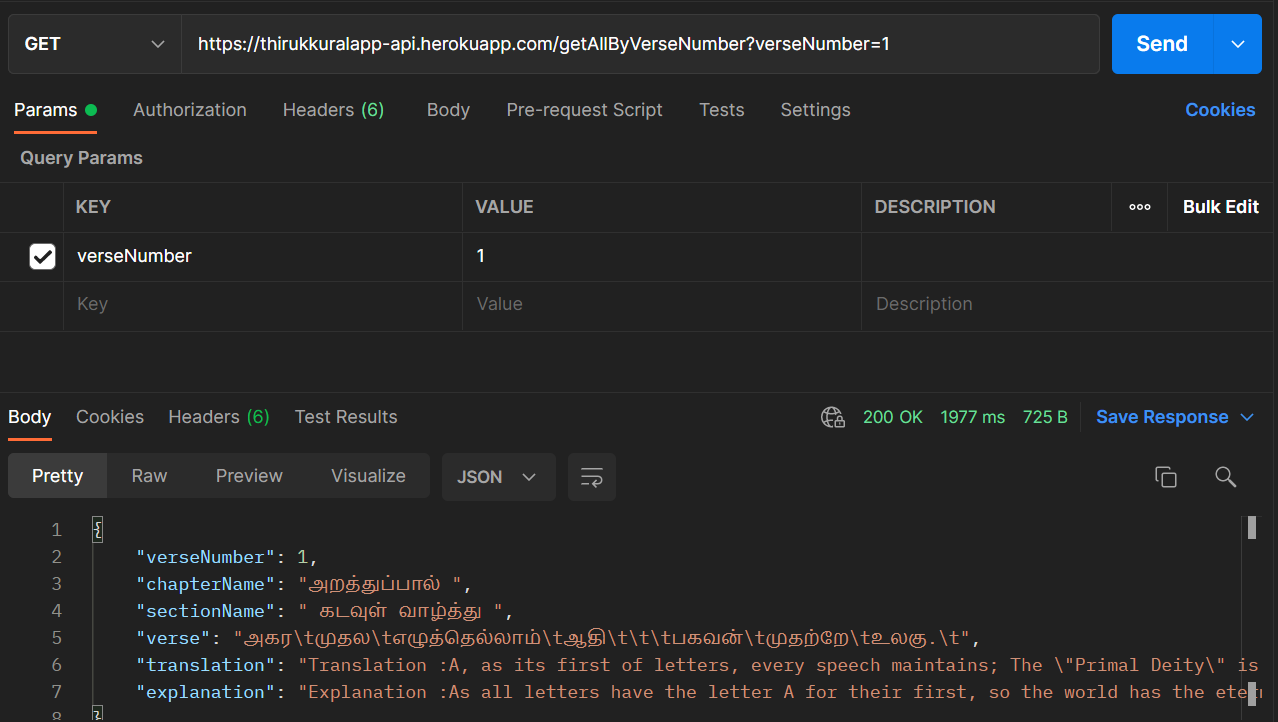 GET https://thirukkuralapp-api.herokuapp.com/getAllByVerseNumber?verseNumber=1 Send
Params Authorization Headers (6) Body Pre-request Script Tests Settings Cookies
Query Params
KEY VALUE DESCRIPTION ooo Bulk Edit
verseNumber 1
Key Value Description
Body Cookies Headers (6) Test Results 200 OK 1977 ms 725 B Save Response
Pretty Raw Preview Visualize JSON
1 {
2 "verseNumber": 1,
3 "chapterName": "அறத்துப்பால் ",
4 "sectionName": " கடவுள் வாழ்த்து ",
5 "verse": "அகர\tமுதல\tஎழுத்தெல்லாம்\tஆதி\t\t\tபகவன்\tமுதற்றே\tஉலகு.\t",
6 "translation": "Translation :A, as its first of letters, every speech maintains; The \"Primal Deity\" is
7 "explanation": "Explanation :As all letters have the letter A for their first, so the world has the
8 }